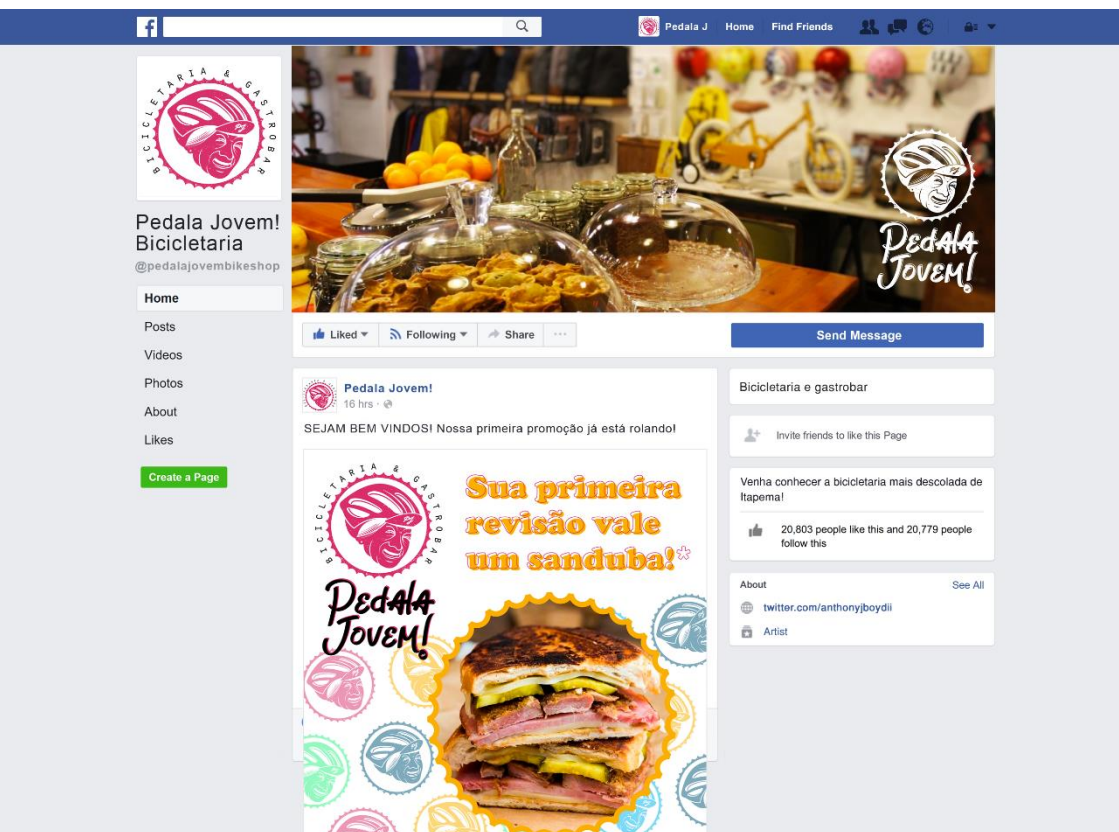 f
Pedala J
Home
Find Friends
BICICLETARIA & GASTROBAR
Pedala Jovem!
Bicicletaria
@pedalajovembikeshop
Home
Posts
Videos
Photos
About
Likes
Create a Page
Pedala
Jovem!
Liked
Following
Share
Send Message
Pedala Jovem!
16 hrs ·
SEJAM BEM VINDOS! Nossa primeira promoção já está rolando!
BICICLETARIA & GASTROBAR
Pedala
Jovem!
Sua primeira
revisão vale
um sanduba!*
Bicicletaria e gastrobar
Invite friends to like this Page
Venha conhecer a bicicletaria mais descolada de
Itapema!
20,803 people like this and 20,779 people
follow this
About
See All
twitter.com/anthonyjboydii
Artist